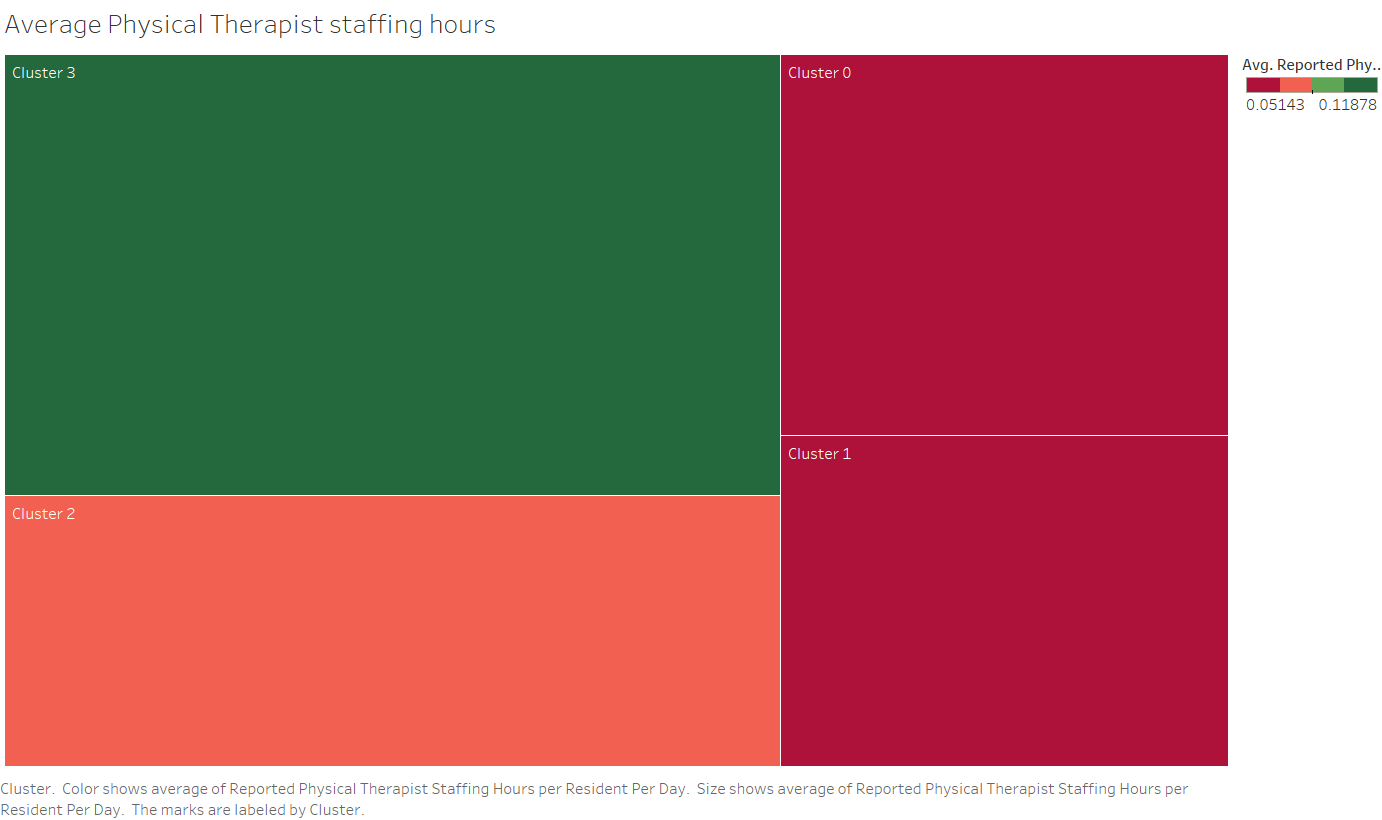 Average Physical Therapist staffing hours
Cluster 3
Cluster 0
Avg. Reported Phy..
0.05143 0.11878
Cluster 1
Cluster 2
Cluster. Color shows average of Reported Physical Therapist Staffing Hours per Resident Per Day. Size shows average of Reported Physical Therapist Staffing Hours per
Resident Per Day. The marks are labeled by Cluster.